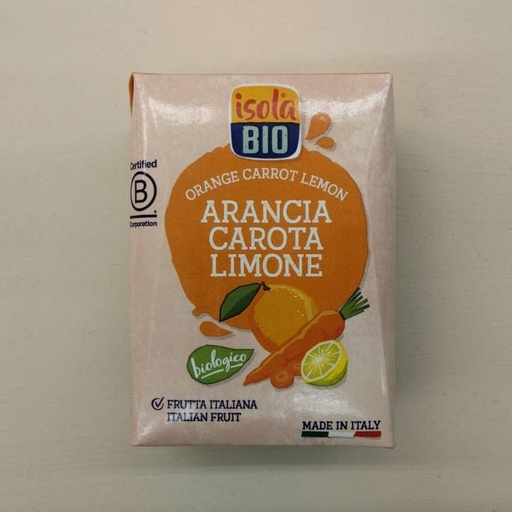 isola
BIO
ORANGE CARROT LEMON
ARANCIA
CAROTA
LIMONE
Certified
B
Corporation
biologico
FRUTTA ITALIANA
ITALIAN FRUIT
MADE IN ITALY